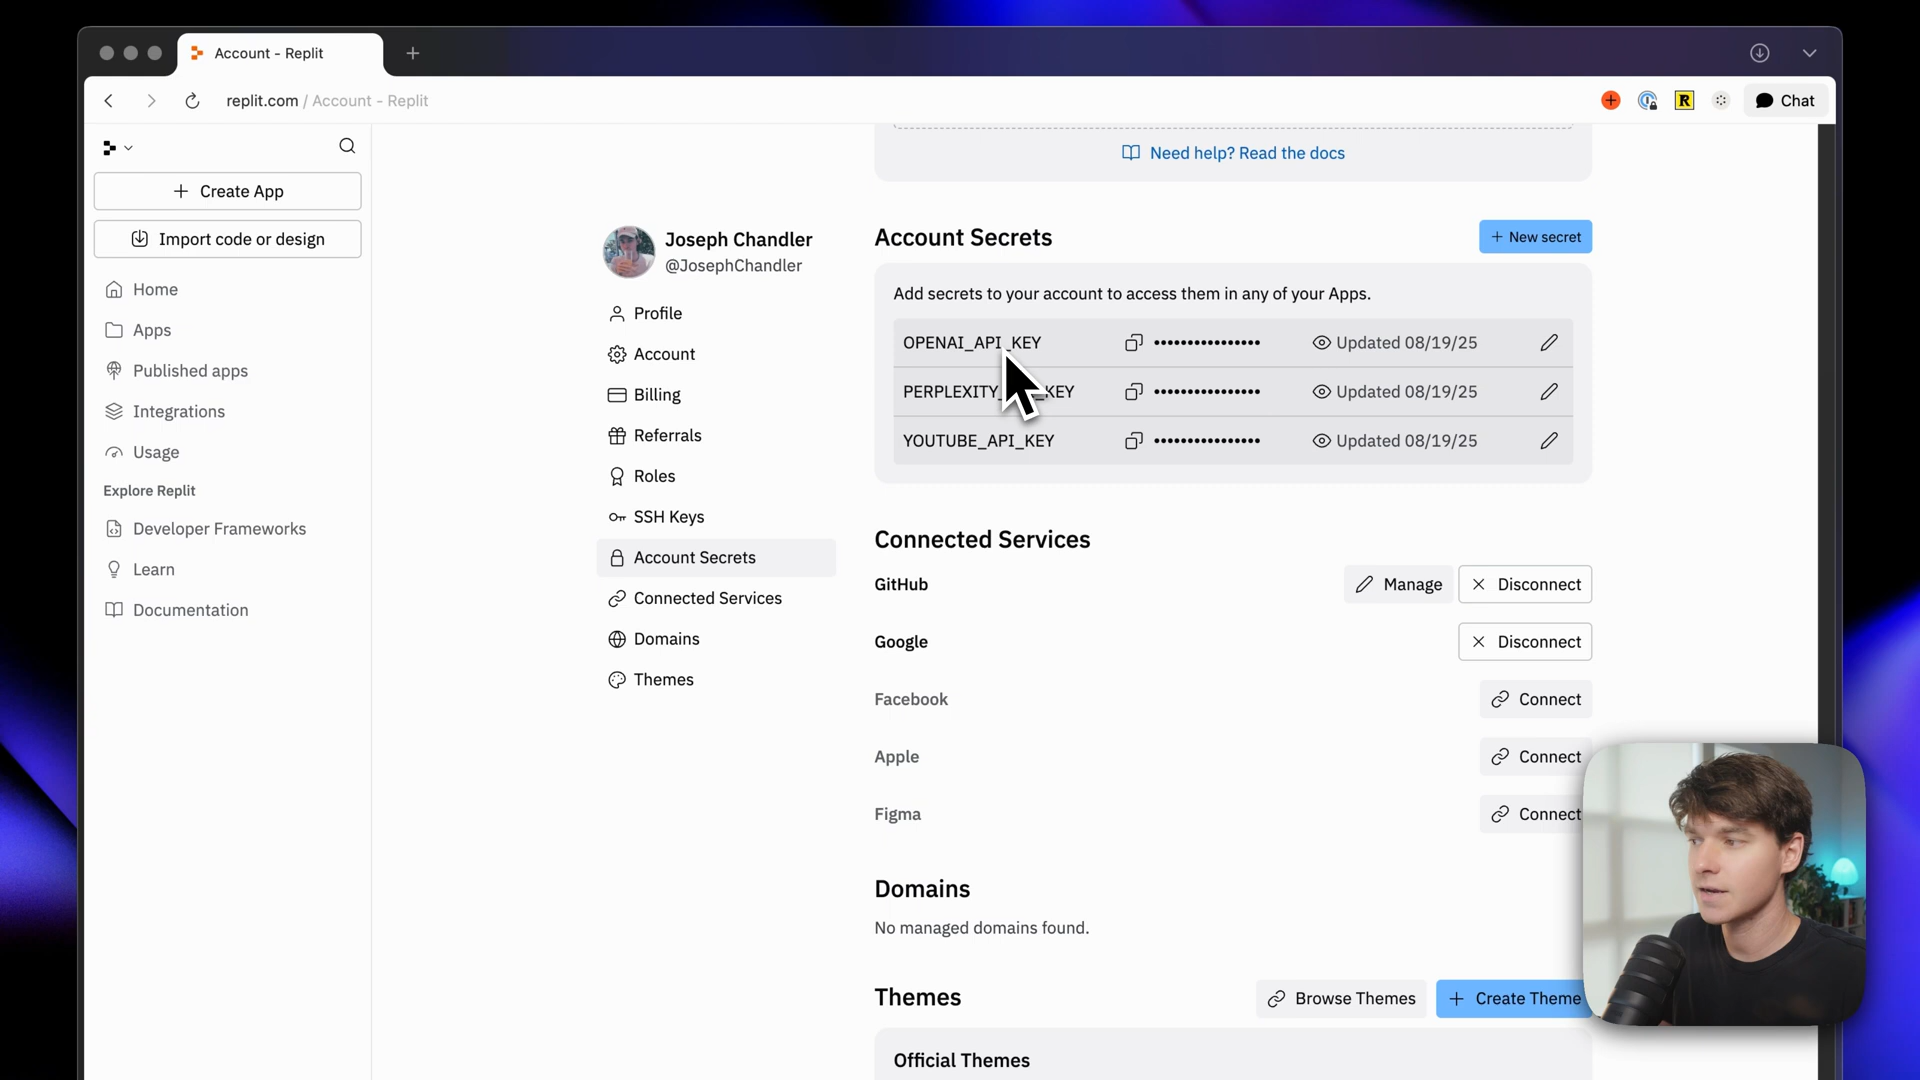 Account - Replit
replit.com / Account - Replit
Chat
Create App
Import code or design
Home
Apps
Published apps
Integrations
Usage
Explore Replit
Developer Frameworks
Learn
Documentation
Joseph Chandler
@JosephChandler
Profile
Account
Billing
Referrals
Roles
SSH Keys
Account Secrets
Connected Services
Domains
Themes
Need help? Read the docs
Account Secrets
+ New secret
Add secrets to your account to access them in any of your Apps.
OPENAI_API_KEY •••••••••••••••• Updated 08/19/25
PERPLEXITY_ _KEY •••••••••••••••• Updated 08/19/25
YOUTUBE_API_KEY •••••••••••••••• Updated 08/19/25
Connected Services
GitHub Manage Disconnect
Google Disconnect
Facebook Connect
Apple Connect
Figma Connect
Domains
No managed domains found.
Themes Browse Themes + Create Theme
Official Themes